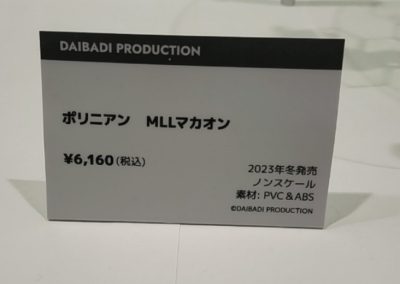 DAIBADI PRODUCTION
ポリニアン　MLLマカオン
¥6,160(税込)
2023年冬発売
ノンスケール
素材: PVC&ABS
©DAIBADI PRODUCTION